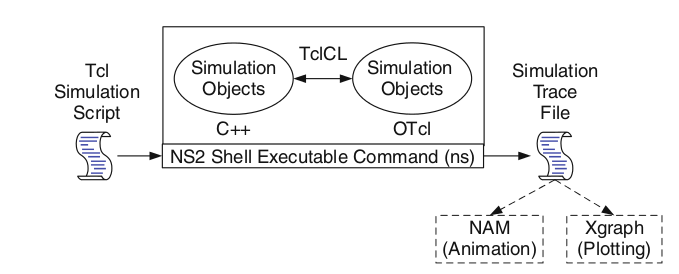 Tcl
Simulation
Script
TclCL
Simulation
Objects
C++
Simulation
Objects
OTcl
NS2 Shell Executable Command (ns)
Simulation
Trace
File
NAM
(Animation)
Xgraph
(Plotting)